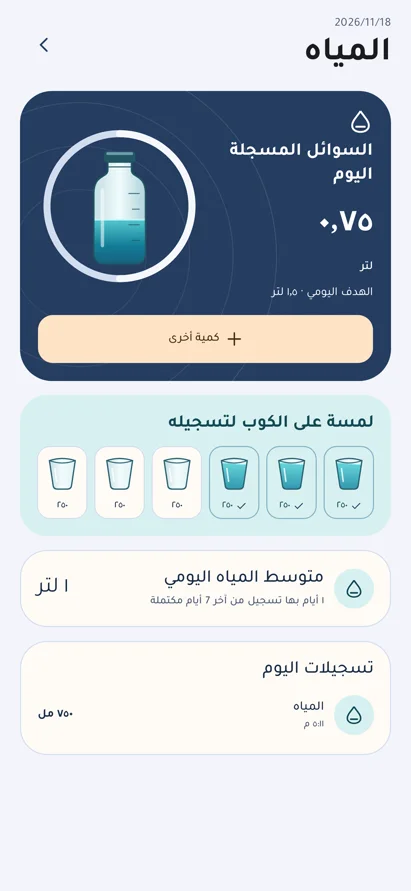 2026/11/18
المياه
السوائل المسجلة
اليوم
٠,٧٥
لتر
الهدف اليومي · ١,٥ لتر
كمية أخرى
لمسة على الكوب لتسجيله
٢٥٠
٢٥٠
٢٥٠
٢٥٠
٢٥٠
٢٥٠
متوسط المياه اليومي
١ لتر
١ أيام بها تسجيل من آخر 7 أيام مكتملة
تسجيلات اليوم
المياه
٧٥٠ مل
٥:١١ م